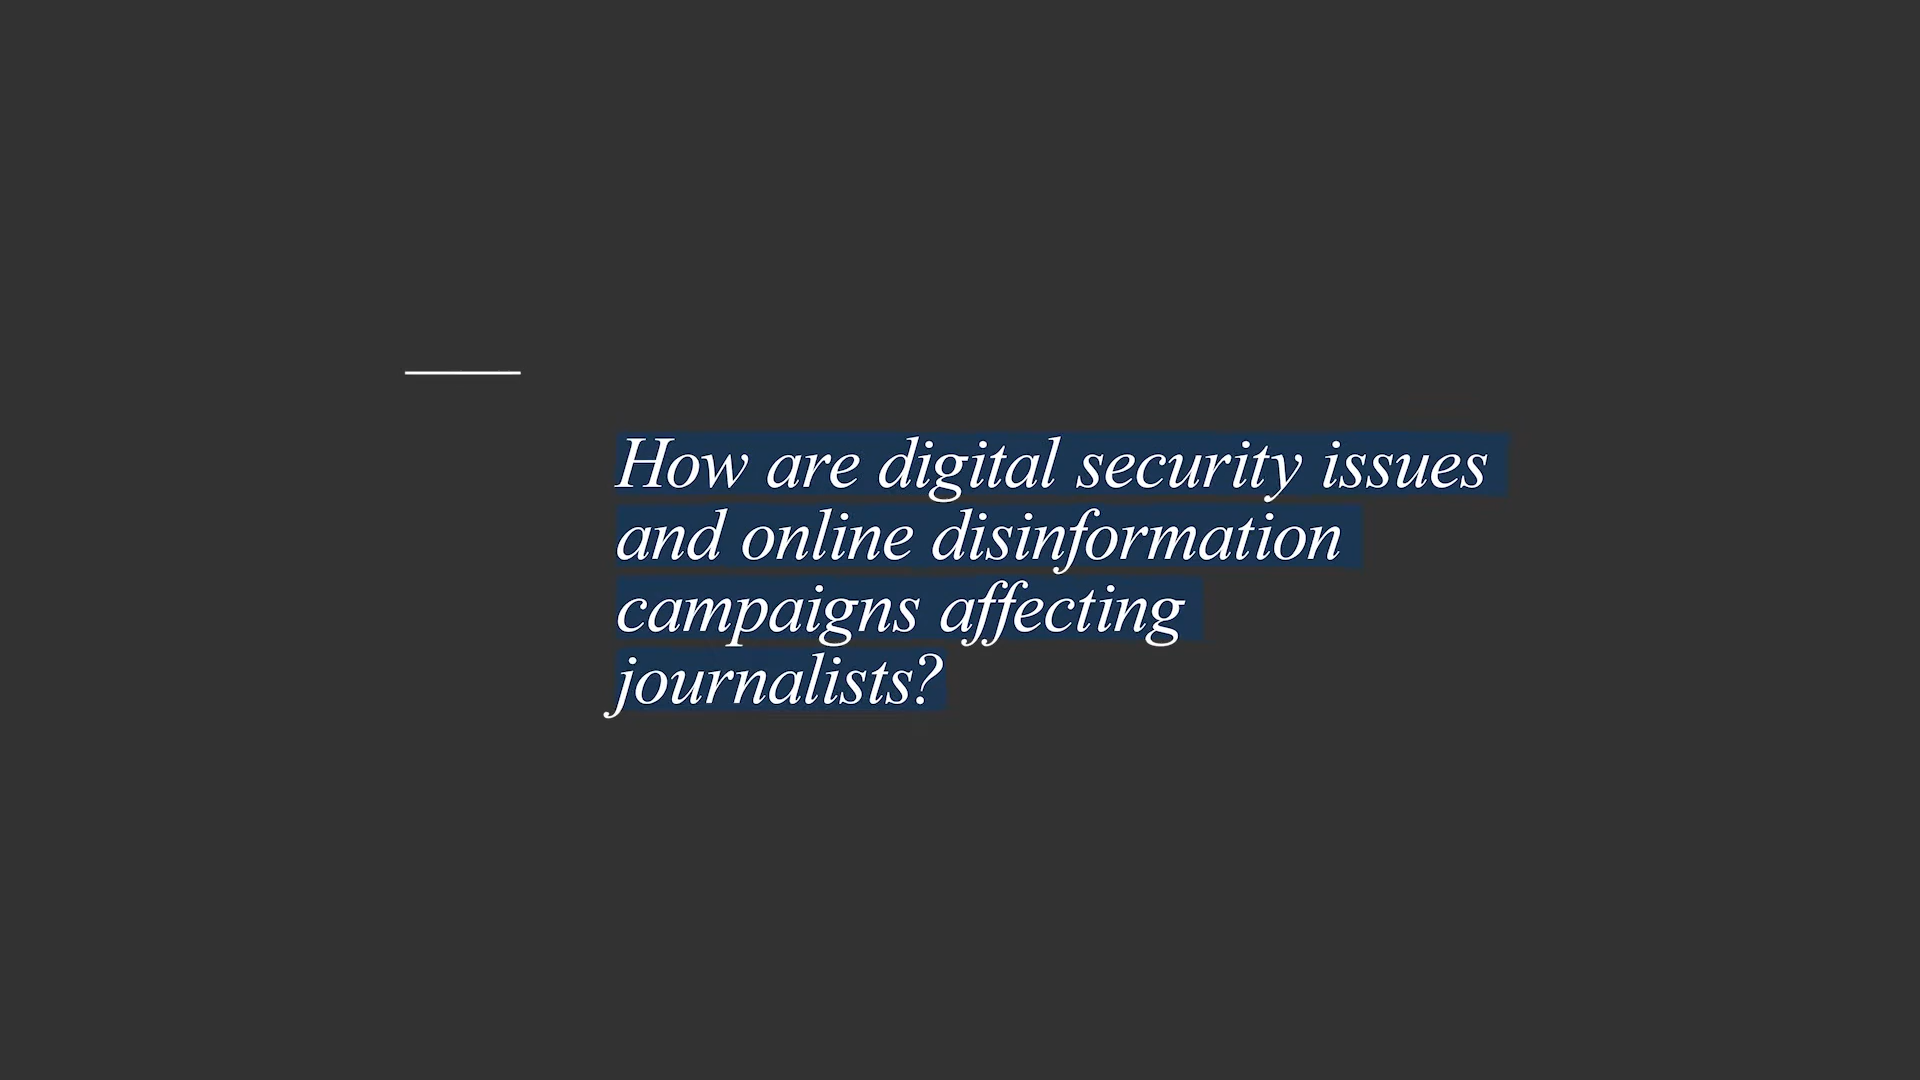 How are digital security issues
and online disinformation
campaigns affecting
journalists?